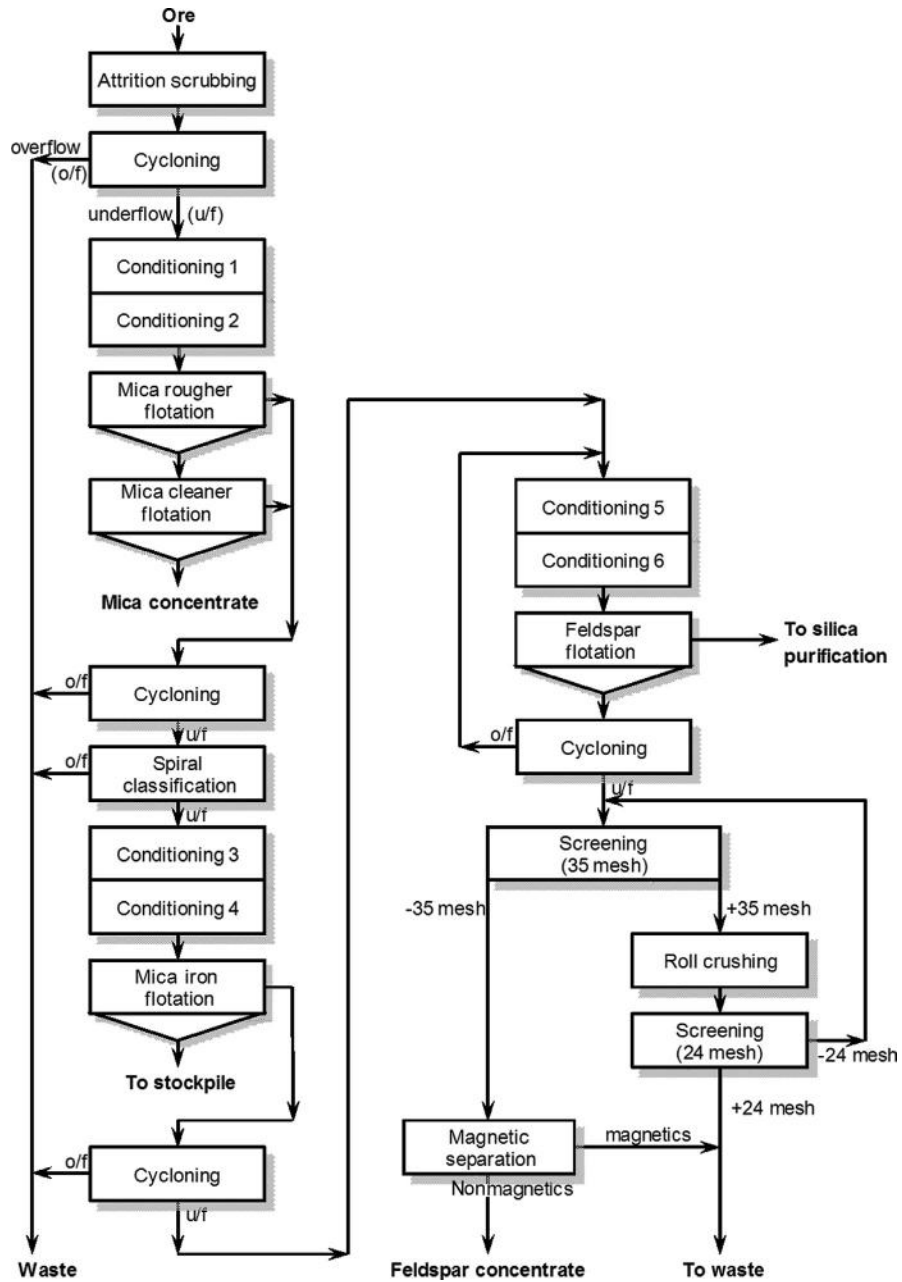 Ore
Attrition scrubbing
overflow
(o/f)
Cycloning
underflow (u/f)
Conditioning 1
Conditioning 2
Mica rougher
flotation
Mica cleaner
flotation
Mica concentrate
o/f
Cycloning
u/f
o/f
Spiral
classification
u/f
Conditioning 3
Conditioning 4
Mica iron
flotation
To stockpile
o/f
Cycloning
u/f
Waste
Conditioning 5
Conditioning 6
Feldspar
flotation
To silica
purification
o/f
Cycloning
u/f
Screening
(35 mesh)
-35 mesh
+35 mesh
Roll crushing
Screening
(24 mesh)
-24 mesh
+24 mesh
Magnetic
separation
magnetics
Nonmagnetics
Feldspar concentrate
To waste